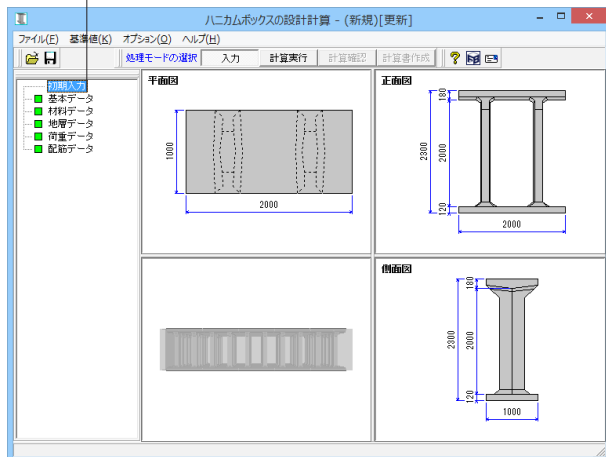 ハニカムボックスの設計計算 - (新規)[更新]
ファイル(F) 基準値(K) オプション(O) ヘルプ(H)
処理モードの選択 入力 計算実行 計算確認 計算書作成
初期入力
基本データ
材料データ
地層データ
荷重データ
配筋データ
平面図
1000
2000
正面図
180
2300
2000
120
2000
側面図
180
2300
2000
120
1000